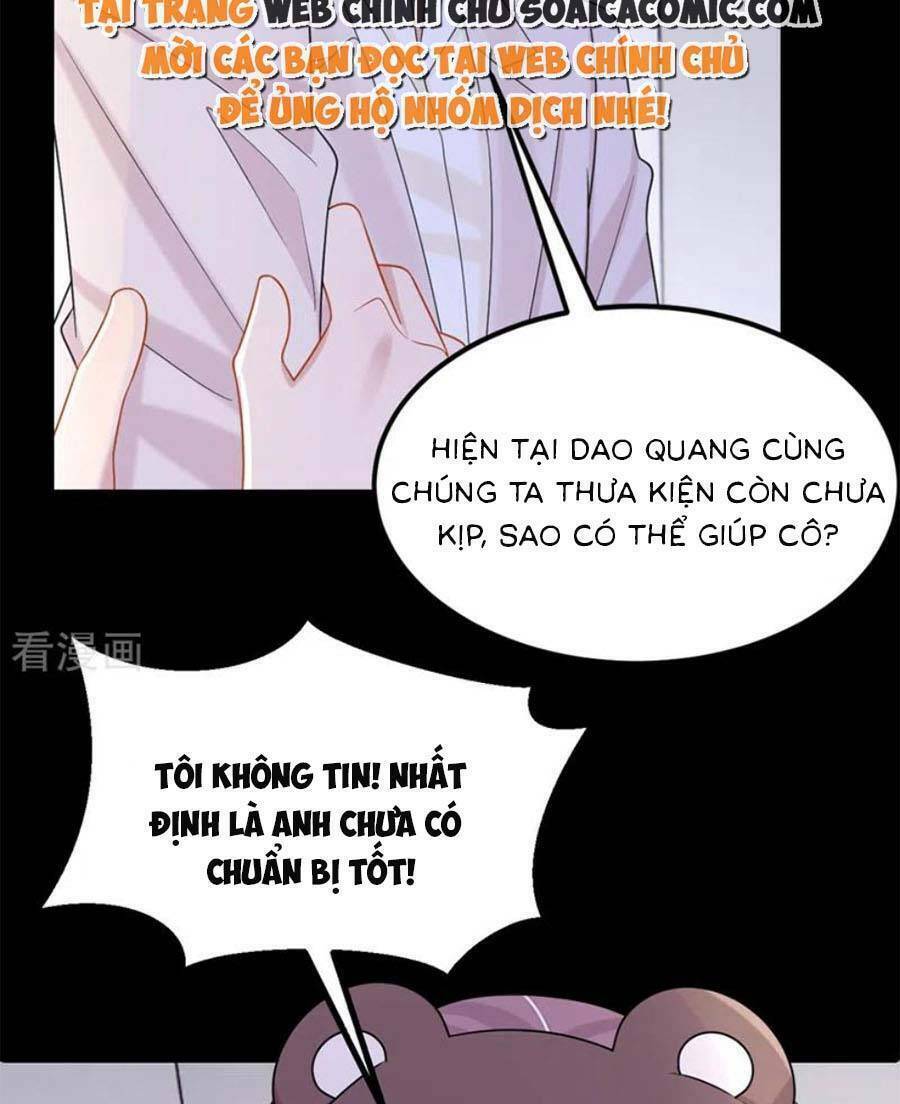 TẠI TRANG WEB CHÍNH CHỦ SOAICACOMIC.COM
MỜI CÁC BẠN ĐỌC TẠI WEB CHÍNH CHỦ
ĐỂ ỦNG HỘ NHÓM DỊCH NHÉ!
HIỆN TẠI DAO QUANG CÙNG
CHÚNG TA THƯA KIỆN CÒN CHƯA
KỊP, SAO CÓ THỂ GIÚP CÔ?
看漫画
TÔI KHÔNG TIN! NHẤT
ĐỊNH LÀ ANH CHƯA CÓ
CHUẨN BỊ TỐT!